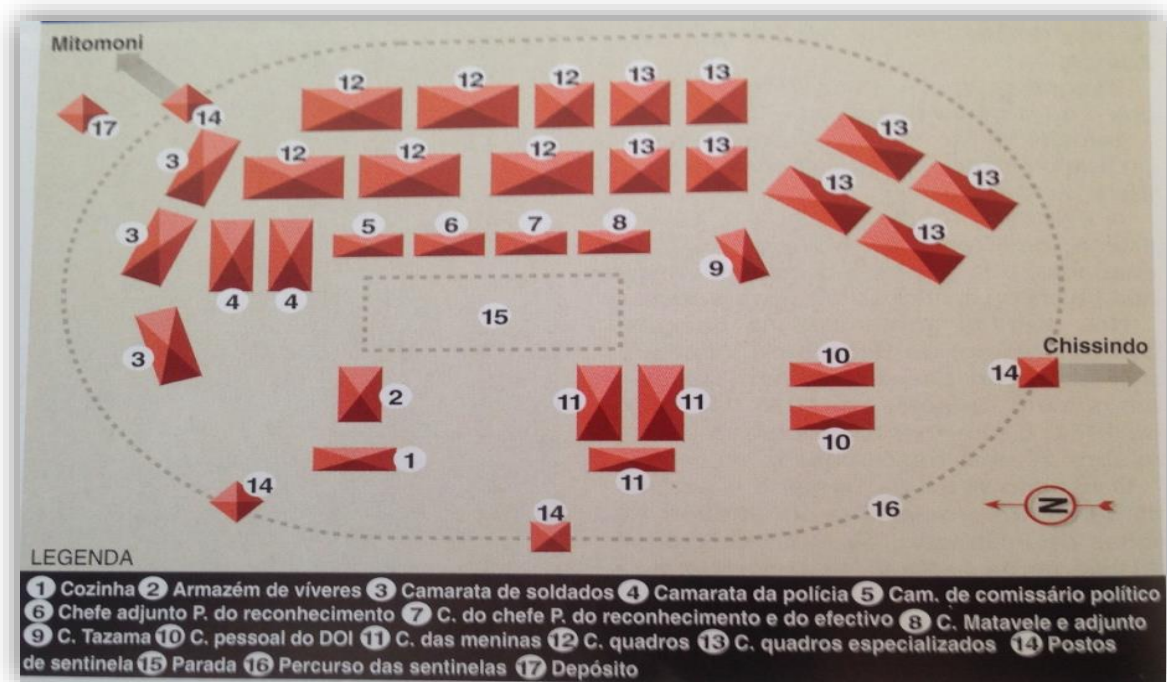 Mitomoni
12 12 12 13 13
17 14 13
3 12 12 12 13 13 13 13
3 5 6 7 8 13
9
4 4
15
3 Chissindo
10 14
2 11 11
10
1 11
14 14 16
N
LEGENDA
1 Cozinha 2 Armazém de víveres 3 Camarata de soldados 4 Camarata da polícia 5 Cam. de comissário político
6 Chefe adjunto P. do reconhecimento 7 C. do chefe P. do reconhecimento e do efectivo 8 C. Matavele e adjunto
9 C. Tazama 10 C. pessoal do DOI 11 C. das meninas 12 C. quadros 13 C. quadros especializados 14 Postos
de sentinela 15 Parada 16 Percurso das sentinelas 17 Depósito